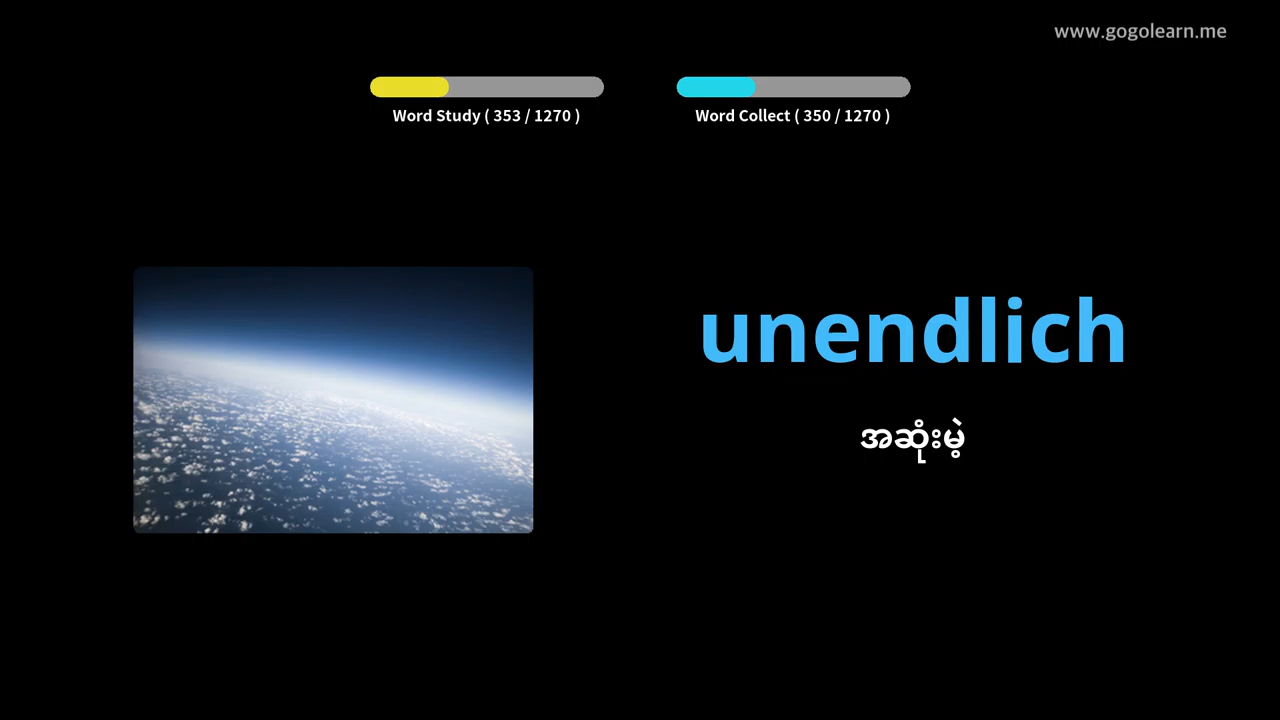 www.gogolearn.me
Word Study ( 353 / 1270 )
Word Collect ( 350 / 1270 )
unendlich
အဆုံးမဲ့